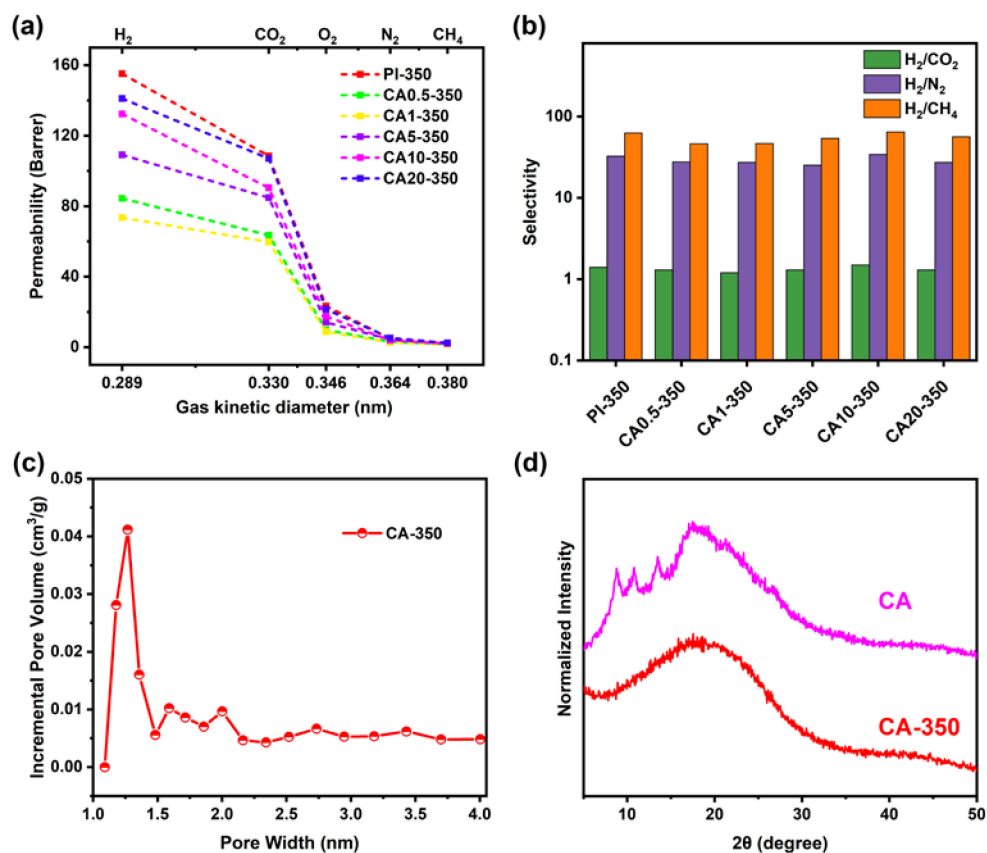 (a)
H2 CO2 O2 N2 CH4
160
120
80
40
0
Permeabnility (Barrer)
PI-350
CA0.5-350
CA1-350
CA5-350
CA10-350
CA20-350
0.289 0.330 0.346 0.364 0.380
Gas kinetic diameter (nm)
(b)
H2/CO2
H2/N2
H2/CH4
100
10
1
0.1
Selectivity
PI-350
CA0.5-350
CA1-350
CA5-350
CA10-350
CA20-350
(c)
0.05
0.04
0.03
0.02
0.01
0.00
Incremental Pore Volume (cm3/g)
CA-350
1.0 1.5 2.0 2.5 3.0 3.5 4.0
Pore Width (nm)
(d)
Normalized Intensity
CA
CA-350
10 20 30 40 50
2θ (degree)